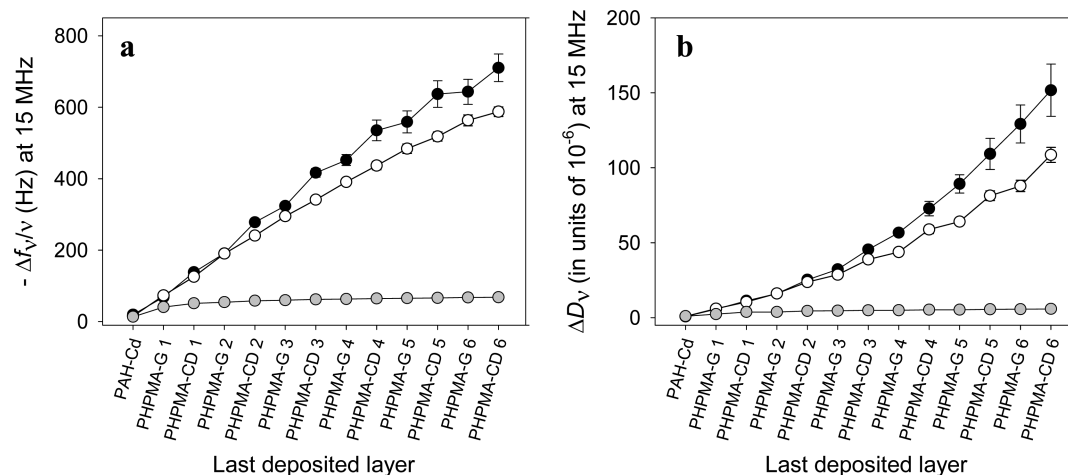 a
- Δfᵥ/ν (Hz) at 15 MHz
800
600
400
200
0
PAH-Cd
PHPMA-G 1
PHPMA-CD 1
PHPMA-G 2
PHPMA-CD 2
PHPMA-G 3
PHPMA-CD 3
PHPMA-G 4
PHPMA-CD 4
PHPMA-G 5
PHPMA-CD 5
PHPMA-G 6
PHPMA-CD 6
Last deposited layer
b
ΔDᵥ (in units of 10⁻⁶) at 15 MHz
200
150
100
50
0
PAH-Cd
PHPMA-G 1
PHPMA-CD 1
PHPMA-G 2
PHPMA-CD 2
PHPMA-G 3
PHPMA-CD 3
PHPMA-G 4
PHPMA-CD 4
PHPMA-G 5
PHPMA-CD 5
PHPMA-G 6
PHPMA-CD 6
Last deposited layer